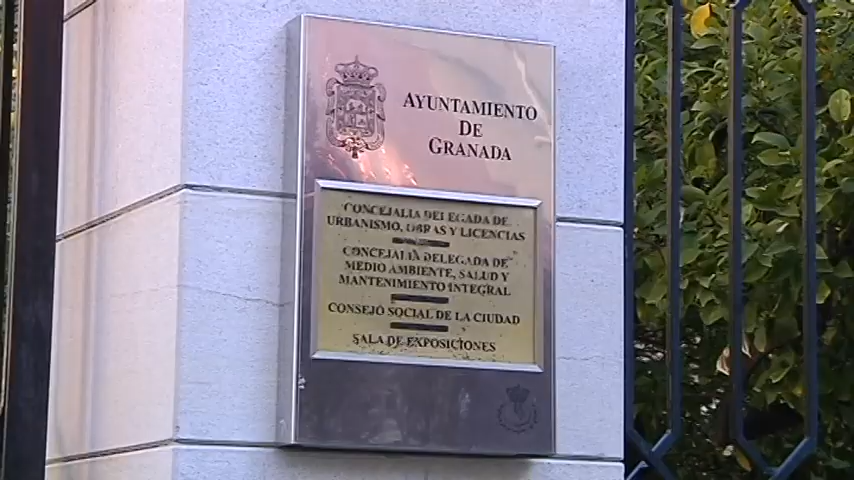 AYUNTAMIENTO
DE
GRANADA
CONCEJALIA DELEGADA DE
URBANISMO, OBRAS Y LICENCIAS
CONCEJALIA DELEGADA DE
MEDIO AMBIENTE, SALUD Y
MANTENIMIENTO INTEGRAL
CONSEJO SOCIAL DE LA CIUDAD
SALA DE EXPOSICIONES